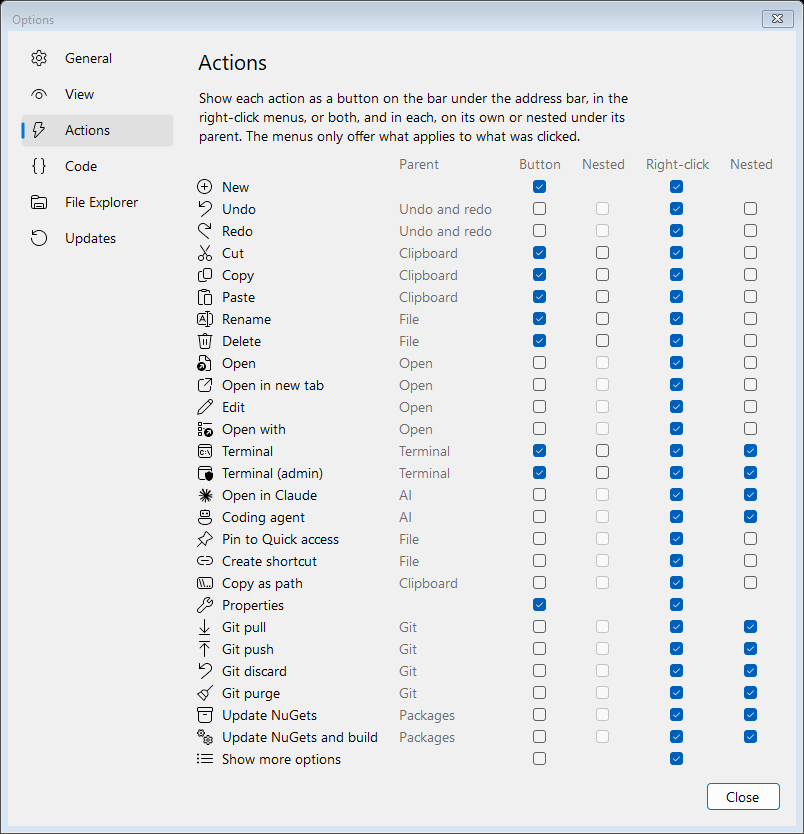 Options
General
View
Actions
Code
File Explorer
Updates
Actions
Show each action as a button on the bar under the address bar, in the
right-click menus, or both, and in each, on its own or nested under its
parent. The menus only offer what applies to what was clicked.
Parent Button Nested Right-click Nested
New
Undo Undo and redo
Redo Undo and redo
Cut Clipboard
Copy Clipboard
Paste Clipboard
Rename File
Delete File
Open Open
Open in new tab Open
Edit Open
Open with Open
Terminal Terminal
Terminal (admin) Terminal
Open in Claude AI
Coding agent AI
Pin to Quick access File
Create shortcut File
Copy as path Clipboard
Properties
Git pull Git
Git push Git
Git discard Git
Git purge Git
Update NuGets Packages
Update NuGets and build Packages
Show more options
Close